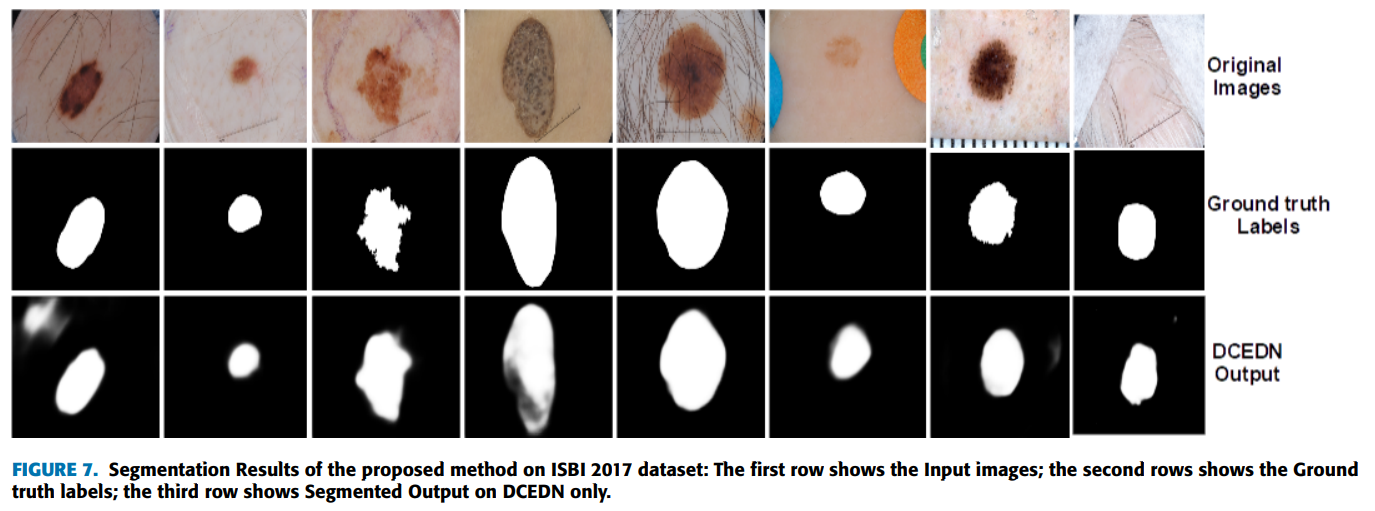 Original
Images
Ground truth
Labels
DCEDN
Output
FIGURE 7. Segmentation Results of the proposed method on ISBI 2017 dataset: The first row shows the Input images; the second rows shows the Ground
truth labels; the third row shows Segmented Output on DCEDN only.